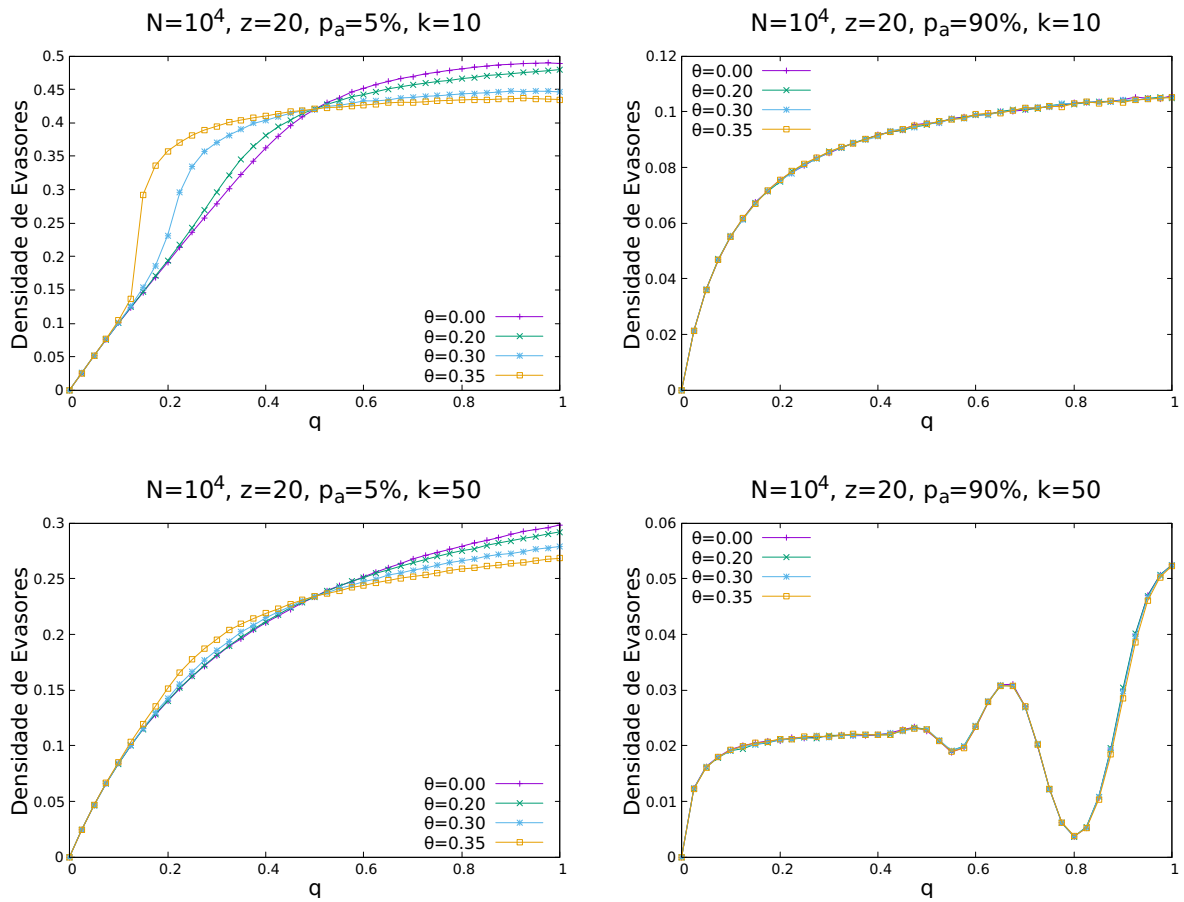 N=10⁴, z=20, pₐ=5%, k=10
Densidade de Evasores
0.5
0.45
0.4
0.35
0.3
0.25
0.2
0.15
0.1
0.05
0
θ=0.00
θ=0.20
θ=0.30
θ=0.35
0 0.2 0.4 0.6 0.8 1
q
N=10⁴, z=20, pₐ=90%, k=10
Densidade de Evasores
0.12
0.1
0.08
0.06
0.04
0.02
0
θ=0.00
θ=0.20
θ=0.30
θ=0.35
0 0.2 0.4 0.6 0.8 1
q
N=10⁴, z=20, pₐ=5%, k=50
Densidade de Evasores
0.3
0.25
0.2
0.15
0.1
0.05
0
θ=0.00
θ=0.20
θ=0.30
θ=0.35
0 0.2 0.4 0.6 0.8 1
q
N=10⁴, z=20, pₐ=90%, k=50
Densidade de Evasores
0.06
0.05
0.04
0.03
0.02
0.01
0
θ=0.00
θ=0.20
θ=0.30
θ=0.35
0 0.2 0.4 0.6 0.8 1
q